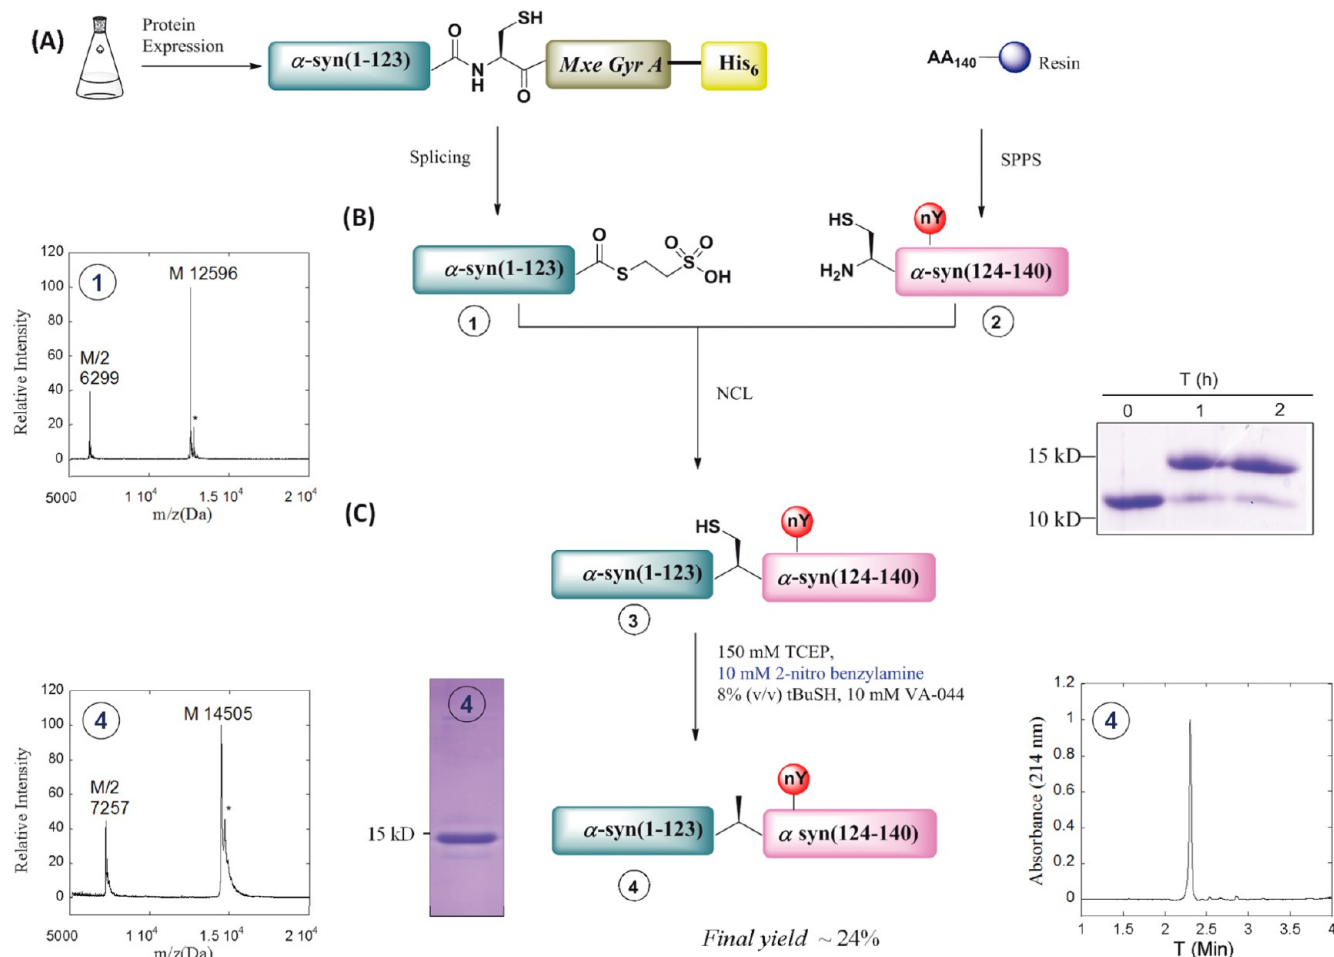 (A)
Protein
Expression
α-syn(1-123)
O
N
H
SH
O
Mxe Gyr A
His6
AA140
Resin
Splicing
SPPS
(B)
α-syn(1-123)
O
S
O
O
S
OH
1
HS
H2N
nY
α-syn(124-140)
2
NCL
1
M 12596
M/2
6299
*
Relative Intensity
120
100
80
60
40
20
0
5000
1 10^4
1.5 10^4
2 10^4
m/z(Da)
T (h)
0 1 2
15 kD
10 kD
(C)
HS
nY
α-syn(1-123)
α-syn(124-140)
3
150 mM TCEP,
10 mM 2-nitro benzylamine
8% (v/v) tBuSH, 10 mM VA-044
4
M 14505
M/2
7257
*
Relative Intensity
120
100
80
60
40
20
0
5000
1 10^4
1.5 10^4
2 10^4
m/z(Da)
4
15 kD
nY
α-syn(1-123)
α syn(124-140)
4
Final yield ~ 24%
4
Absorbance (214 nm)
1.2
1
0.8
0.6
0.4
0.2
0
1 1.5 2 2.5 3 3.5 4
T (Min)